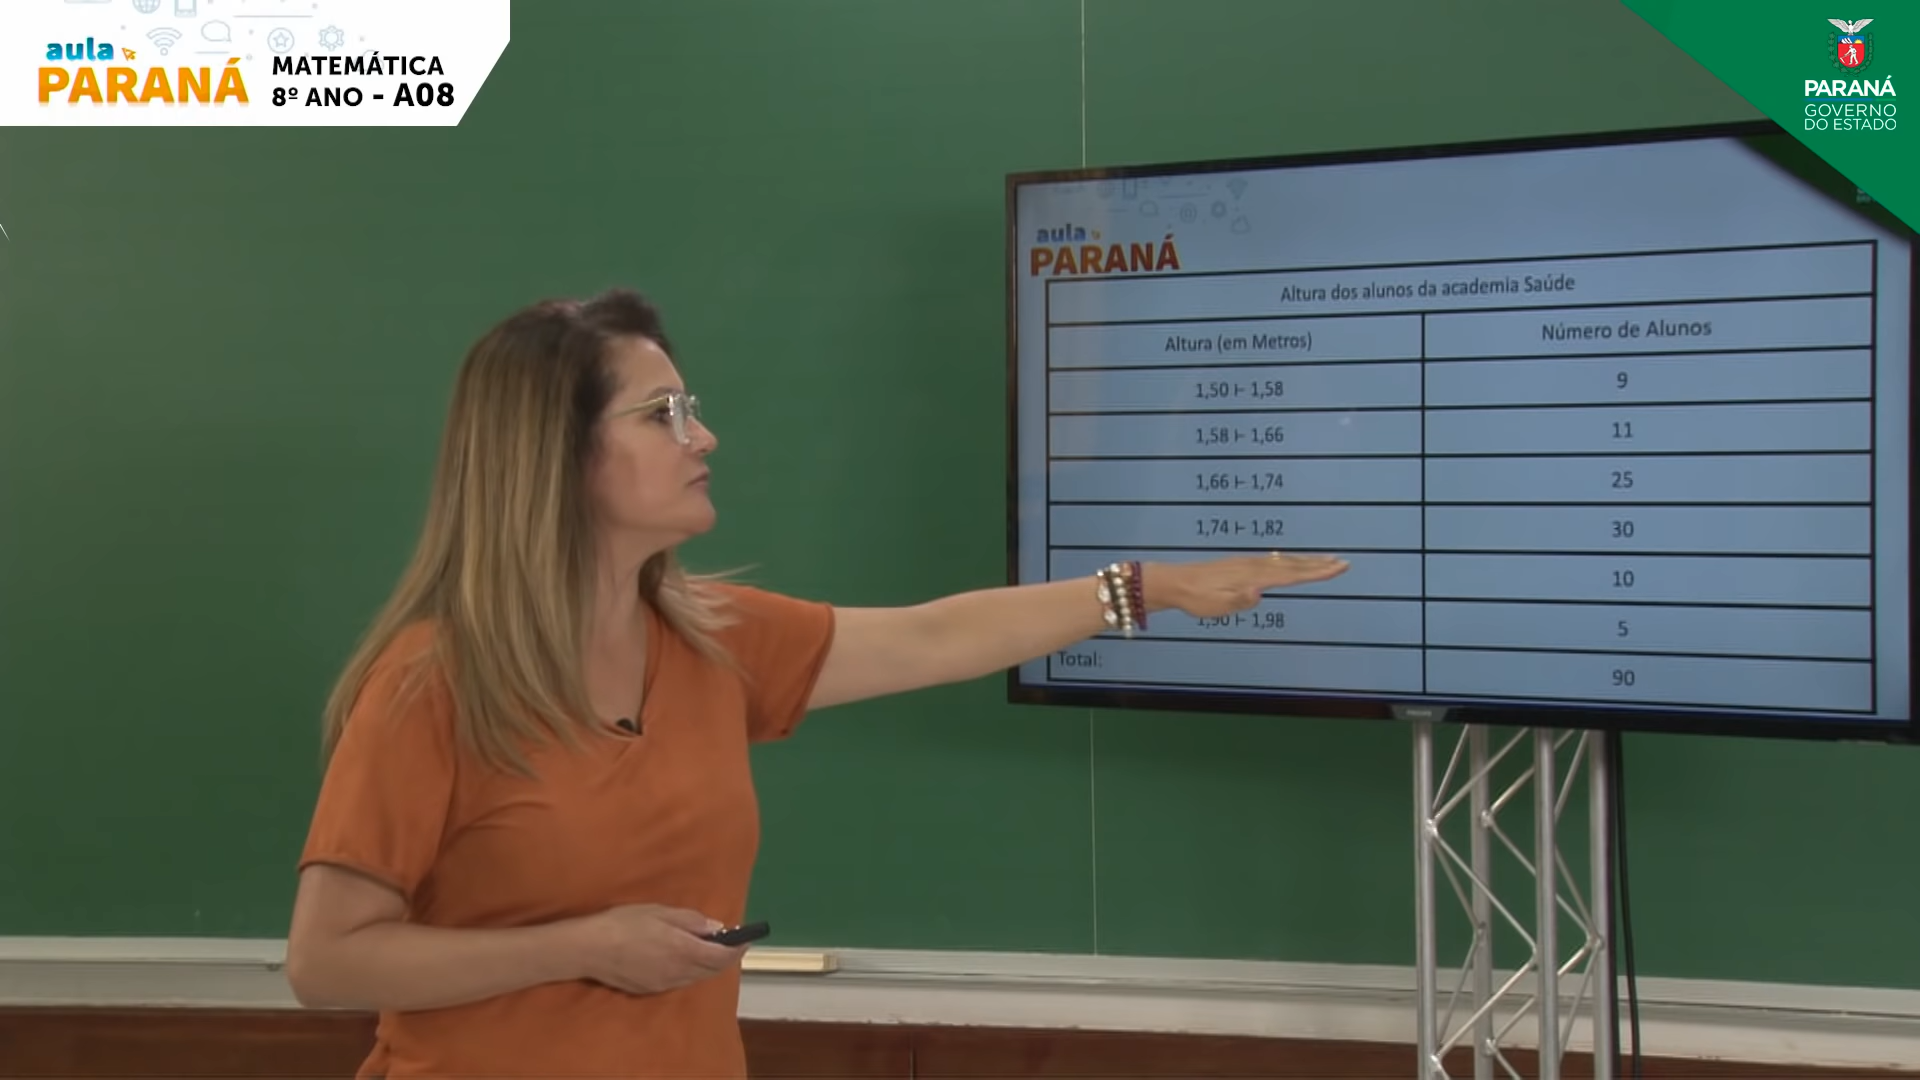 aula
PARANÁ
MATEMÁTICA
8º ANO - A08
PARANÁ
GOVERNO
DO ESTADO
aula
PARANÁ
Altura dos alunos da academia Saúde
Altura (em Metros) Número de Alunos
1,50 ⊢ 1,58 9
1,58 ⊢ 1,66 11
1,66 ⊢ 1,74 25
1,74 ⊢ 1,82 30
10
1,90 ⊢ 1,98 5
Total: 90